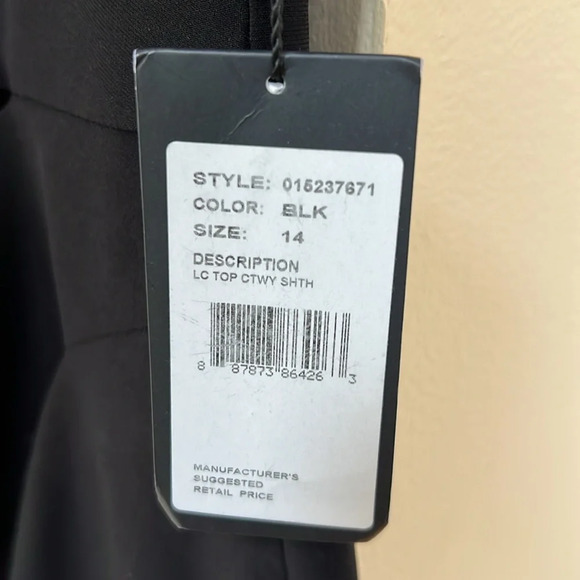 STYLE: 015237671
COLOR: BLK
SIZE: 14
DESCRIPTION
LC TOP CTWY SHTH
8 87873 86426 3
MANUFACTURER'S
SUGGESTED
RETAIL PRICE